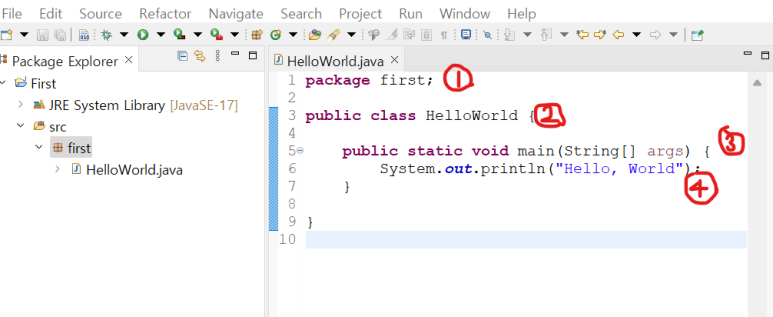 File Edit Source Refactor Navigate Search Project Run Window Help
Package Explorer
First
JRE System Library [JavaSE-17]
src
first
HelloWorld.java
HelloWorld.java
1 package first; ①
2
3 public class HelloWorld { ②
4
5 public static void main(String[] args) { ③
6 System.out.println("Hello, World");
7 } ④
8
9 }
10